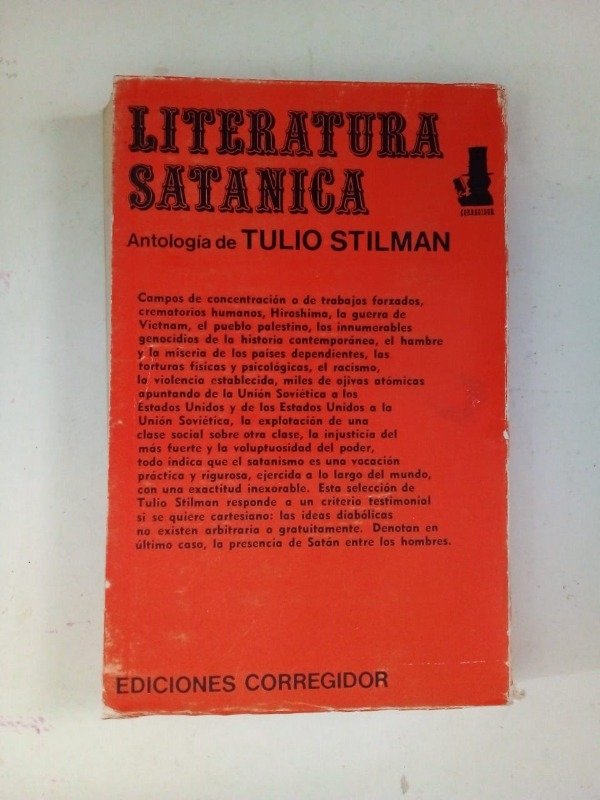 LITERATURA
SATANICA
CORREGIDOR
Antología de TULIO STILMAN
Campos de concentración o de trabajos forzados,
crematorios humanos, Hiroshima, la guerra de
Vietnam, el pueblo palestino, los innumerables
genocidios de la historia contemporánea, el hambre
y la miseria de los países dependientes, las
torturas físicas y psicológicas, el racismo,
la violencia establecida, miles de ojivas atómicas
apuntando de la Unión Soviética a los
Estados Unidos y de los Estados Unidos a la
Unión Soviética, la explotación de una
clase social sobre otra clase, la injusticia del
más fuerte y la voluptuosidad del poder,
todo indica que el satanismo es una vocación
práctica y rigurosa, ejercida a lo largo del mundo,
con una exactitud inexorable. Esta selección de
Tulio Stilman responde a un criterio testimonial
si se quiere cartesiano: las ideas diabólicas
no existen arbitraria o gratuitamente. Denotan en
último caso, la presencia de Satán entre los hombres.
EDICIONES CORREGIDOR